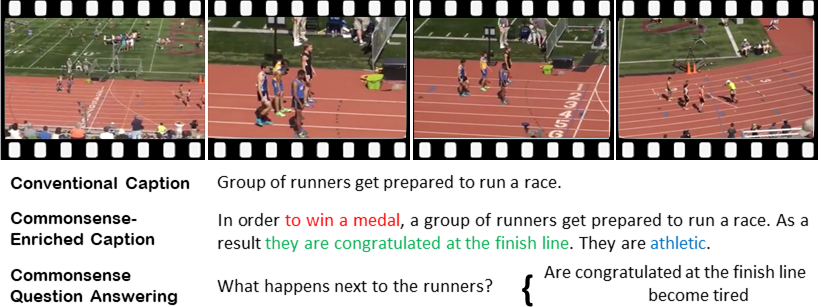 Conventional Caption
Group of runners get prepared to run a race.
Commonsense-
Enriched Caption
In order to win a medal, a group of runners get prepared to run a race. As a
result they are congratulated at the finish line. They are athletic.
Commonsense
Question Answering
What happens next to the runners?
Are congratulated at the finish line
become tired